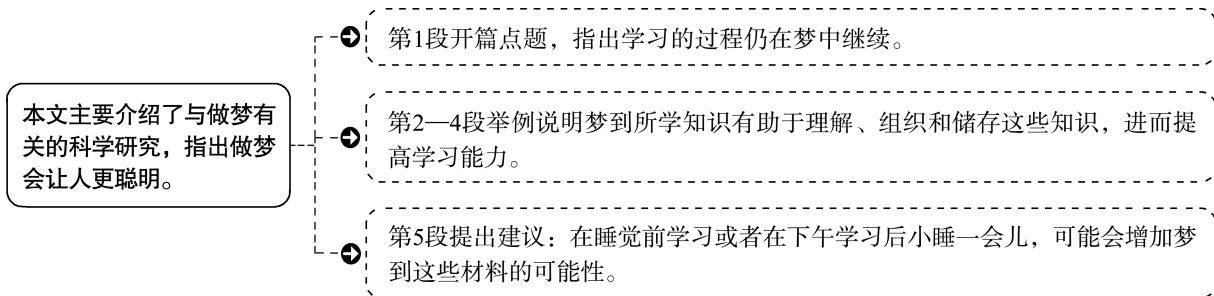 本文主要介绍了与做梦有
关的科学研究，指出做梦
会让人更聪明。
第1段开篇点题，指出学习的过程仍在梦中继续。
第2—4段举例说明梦到所学知识有助于理解、组织和储存这些知识，进而提
高学习能力。
第5段提出建议：在睡觉前学习或者在下午学习后小睡一会儿，可能会增加梦
到这些材料的可能性。